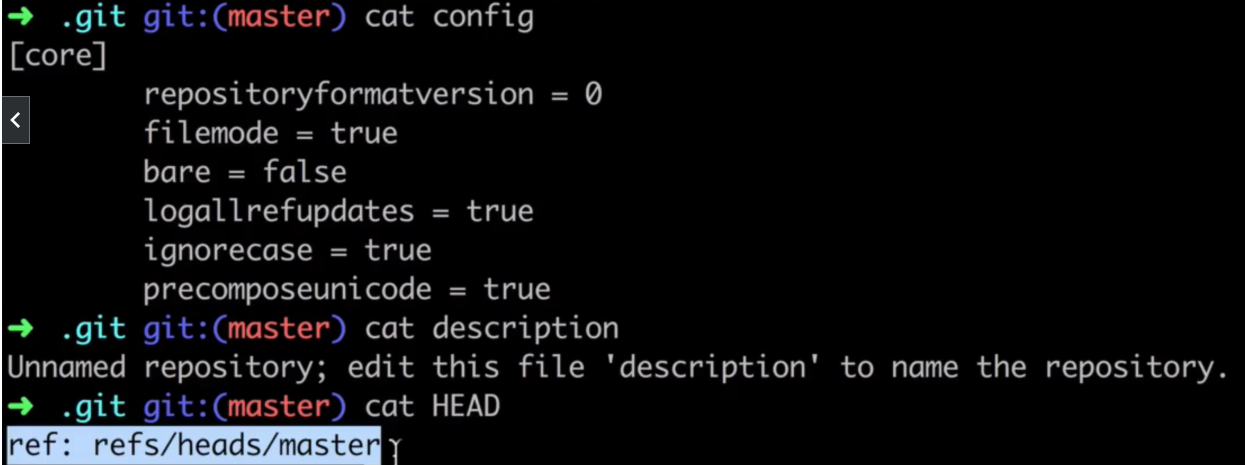 ➜ .git git:(master) cat config
[core]
        repositoryformatversion = 0
        filemode = true
        bare = false
        logallrefupdates = true
        ignorecase = true
        precomposeunicode = true
➜ .git git:(master) cat description
Unnamed repository; edit this file 'description' to name the repository.
➜ .git git:(master) cat HEAD
ref: refs/heads/master